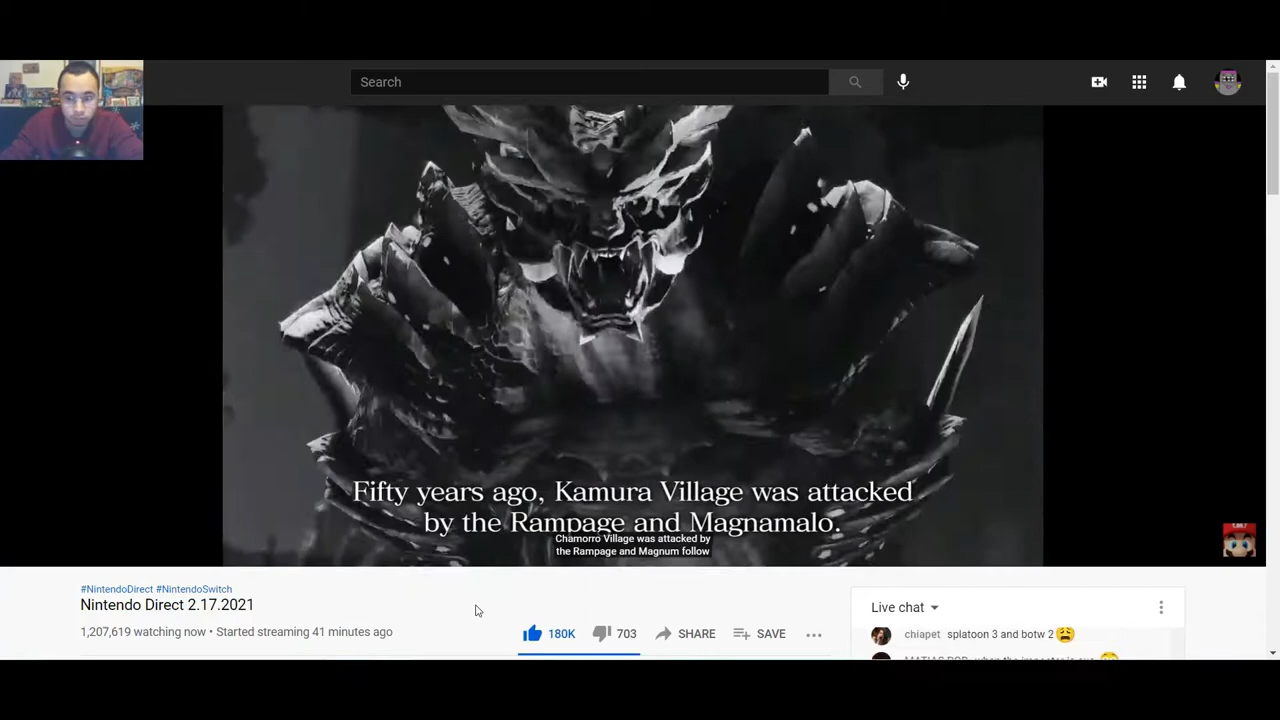 Search
Fifty years ago, Kamura Village was attacked
by the Rampage and Magnamalo.
Chamorro Village was attacked by
the Rampage and Magnum follow
#NintendoDirect #NintendoSwitch
Nintendo Direct 2.17.2021
1,207,619 watching now • Started streaming 41 minutes ago
180K
703
SHARE
SAVE
Live chat
chiapet splatoon 3 and botw 2